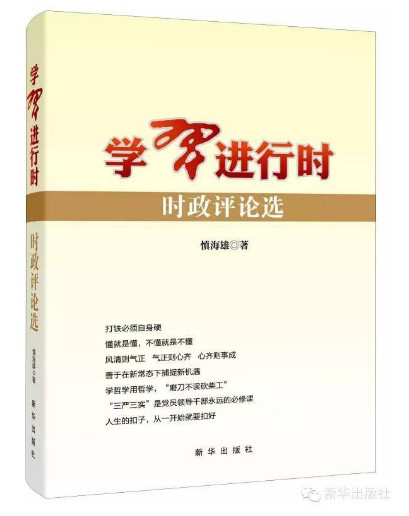 学習进行时
时政评论选
慎海雄◎著
打铁必须自身硬
懂就是懂，不懂就是不懂
风清则气正 气正则心齐 心齐则事成
善于在新常态下捕捉新机遇
学哲学用哲学，“磨刀不误砍柴工”
“三严三实”是党员领导干部永远的必修课
人生的扣子，从一开始就要扣好
新华出版社
学習进行时
时政评论选
慎海雄◎著
新华出版社
新华出版社